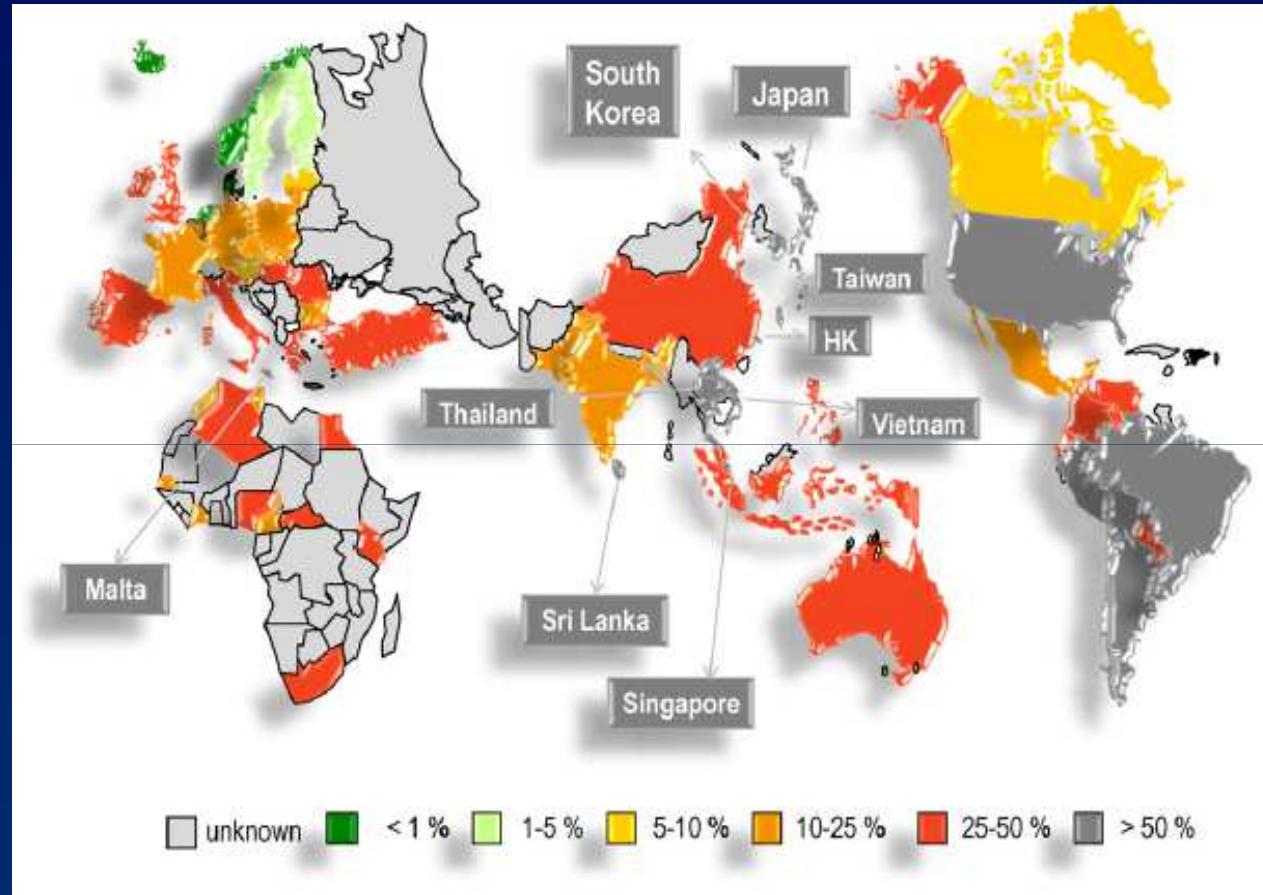 South
Korea
Japan
Taiwan
HK
Thailand
Vietnam
Malta
Sri Lanka
Singapore
unknown < 1 % 1-5 % 5-10 % 10-25 % 25-50 % > 50 %